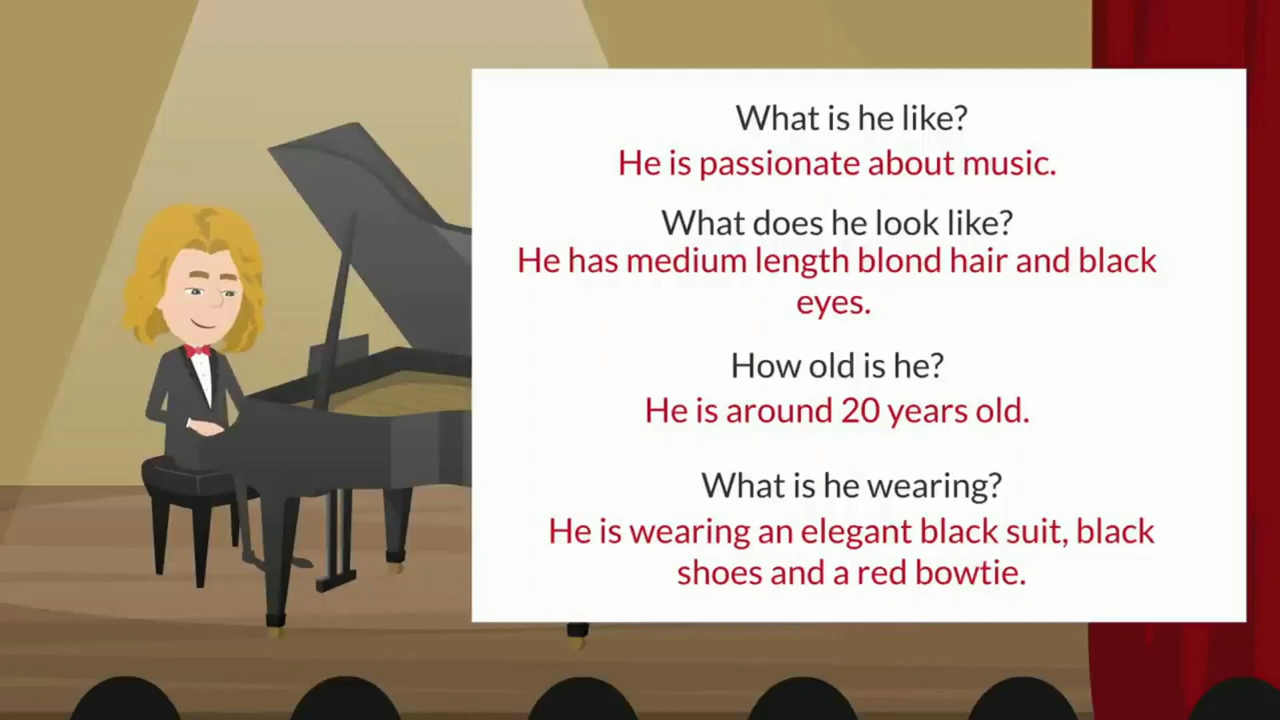 What is he like?
He is passionate about music.
What does he look like?
He has medium length blond hair and black
eyes.
How old is he?
He is around 20 years old.
What is he wearing?
He is wearing an elegant black suit, black
shoes and a red bowtie.